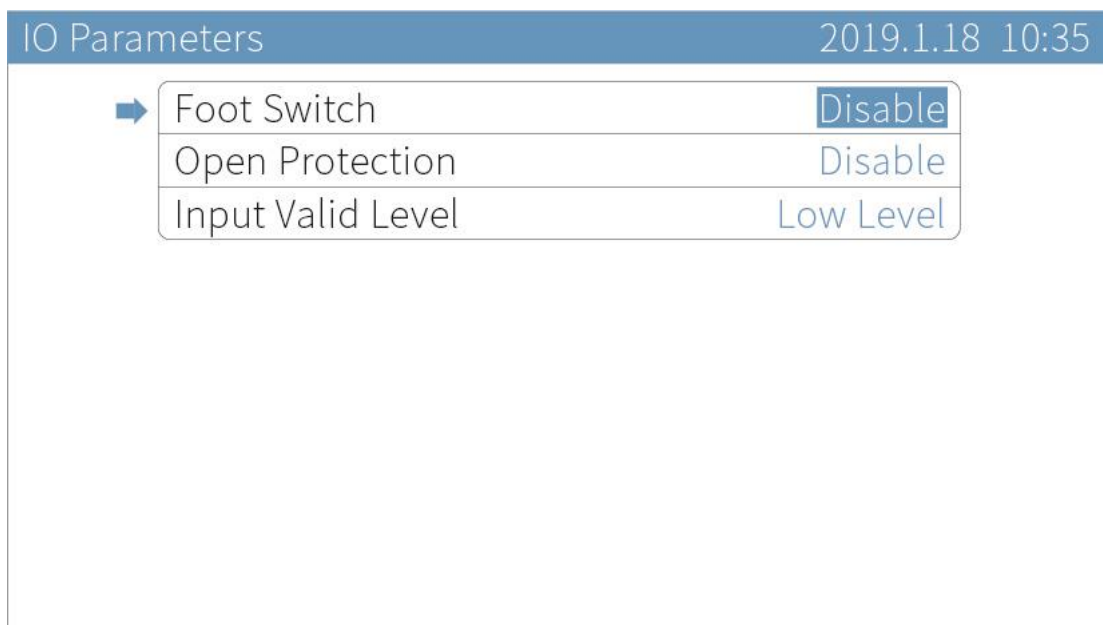 IO Parameters 2019.1.18 10:35
Foot Switch Disable
Open Protection Disable
Input Valid Level Low Level